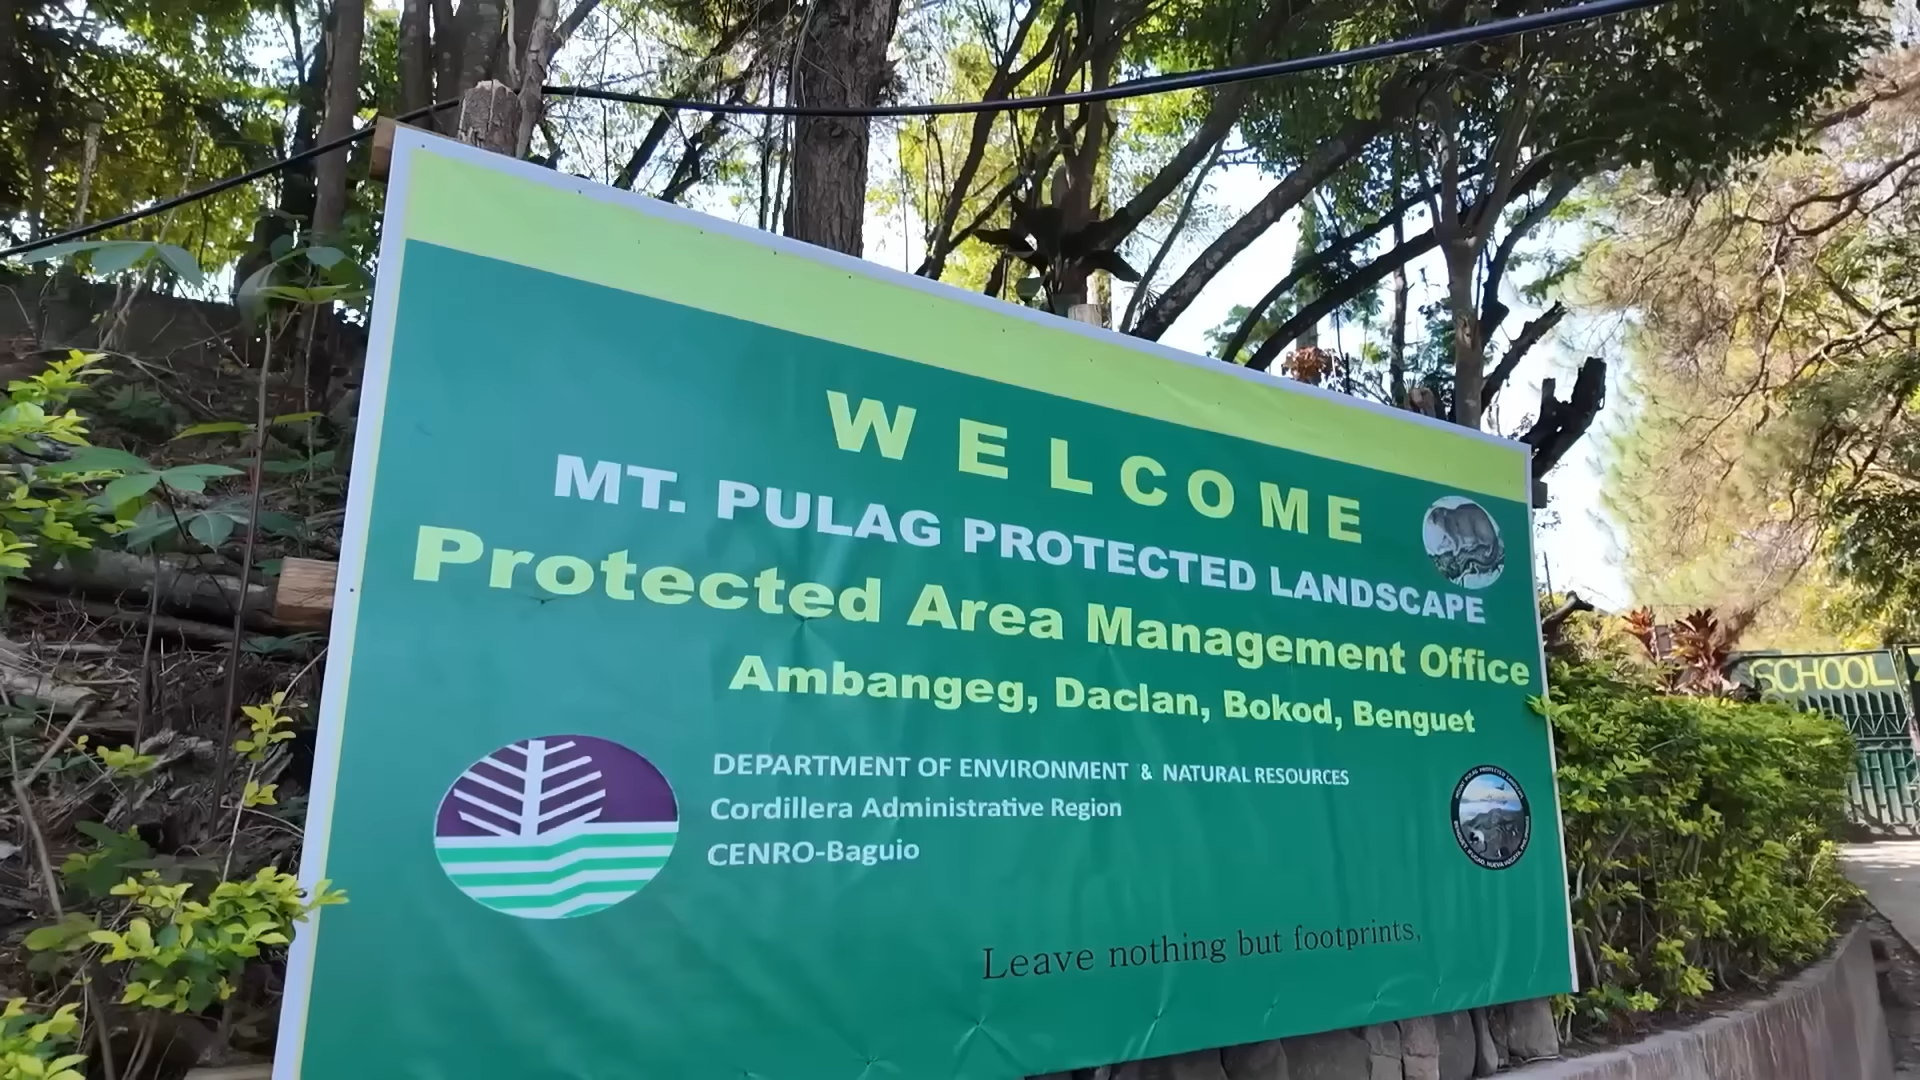 WELCOME
MT. PULAG PROTECTED LANDSCAPE
Protected Area Management Office
Ambangeg, Daclan, Bokod, Benguet
DEPARTMENT OF ENVIRONMENT & NATURAL RESOURCES
Cordillera Administrative Region
CENRO-Baguio
Leave nothing but footprints,
SCHOOL